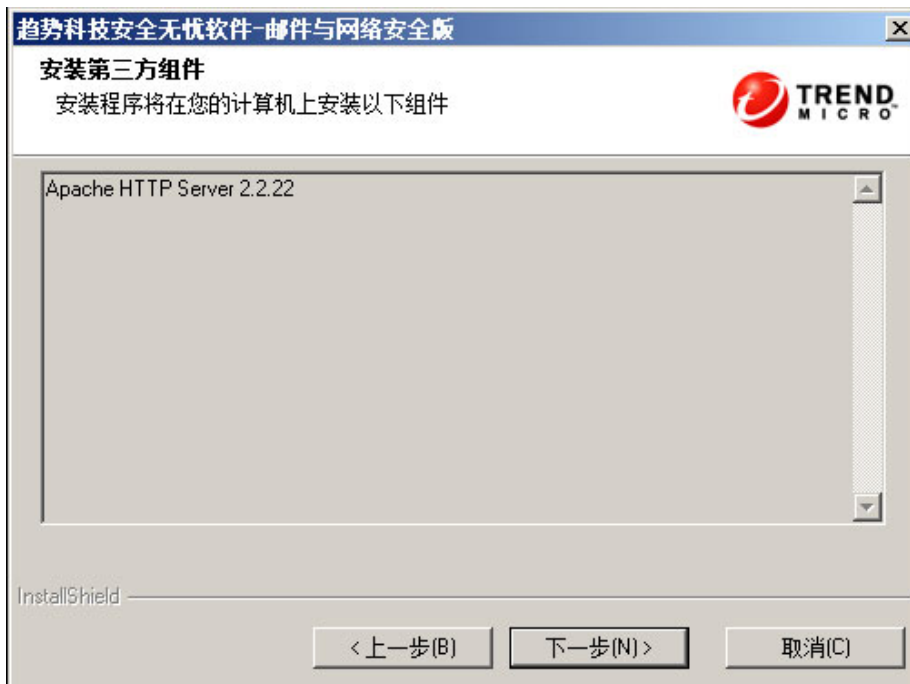 趋势科技安全无忧软件-邮件与网络安全版
安装第三方组件
安装程序将在您的计算机上安装以下组件
TREND
MICRO
Apache HTTP Server 2.2.22
InstallShield
< 上一步(B)
下一步(N) >
取消(C)